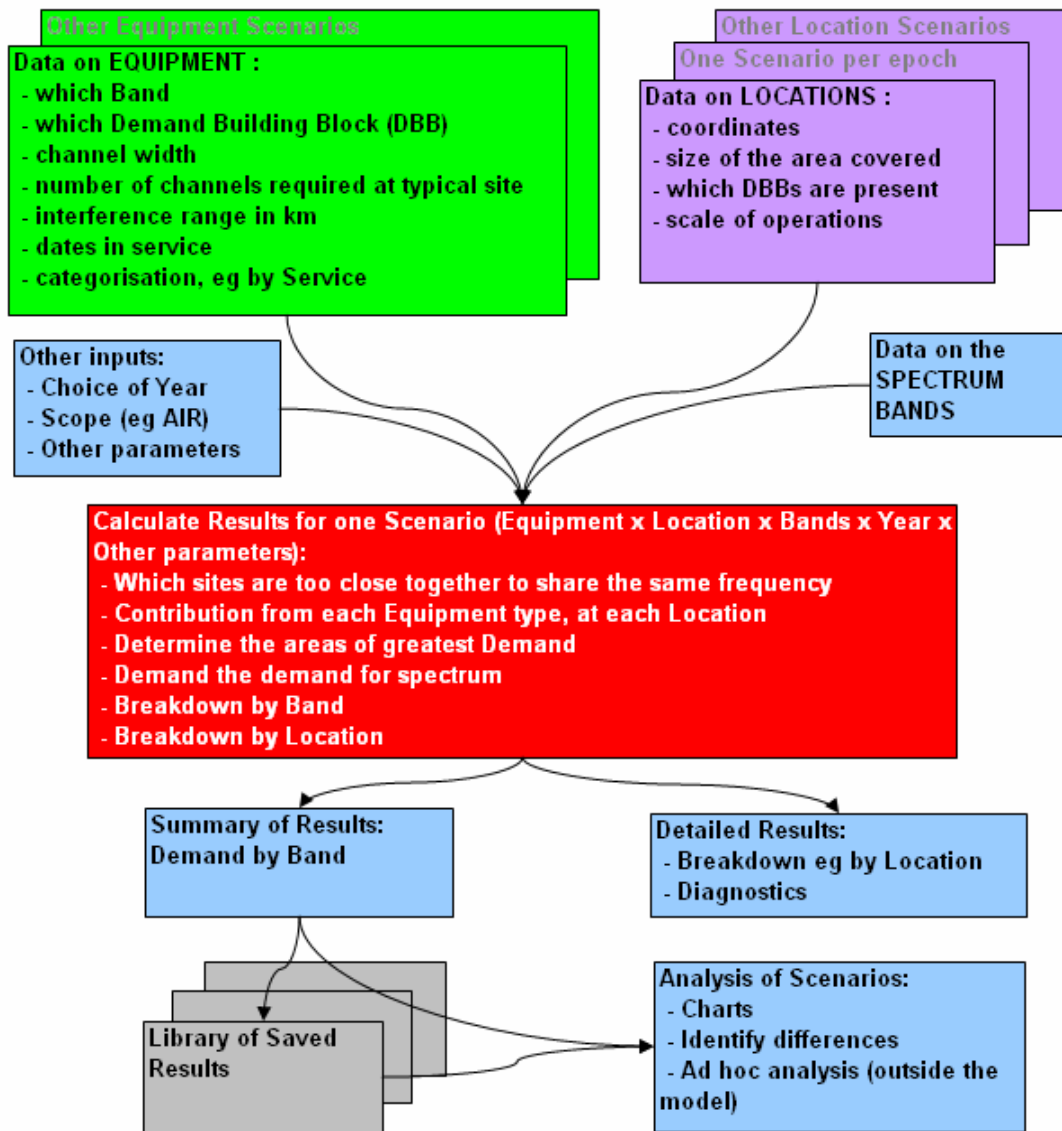 Other Equipment Scenarios
Data on EQUIPMENT :
- which Band
- which Demand Building Block (DBB)
- channel width
- number of channels required at typical site
- interference range in km
- dates in service
- categorisation, eg by Service
Other Location Scenarios
One Scenario per epoch
Data on LOCATIONS :
- coordinates
- size of the area covered
- which DBBs are present
- scale of operations
Other inputs:
- Choice of Year
- Scope (eg AIR)
- Other parameters
Data on the
SPECTRUM
BANDS
Calculate Results for one Scenario (Equipment x Location x Bands x Year x
Other parameters):
- Which sites are too close together to share the same frequency
- Contribution from each Equipment type, at each Location
- Determine the areas of greatest Demand
- Demand the demand for spectrum
- Breakdown by Band
- Breakdown by Location
Summary of Results:
Demand by Band
Detailed Results:
- Breakdown eg by Location
- Diagnostics
Library of Saved
Results
Analysis of Scenarios:
- Charts
- Identify differences
- Ad hoc analysis (outside the
model)